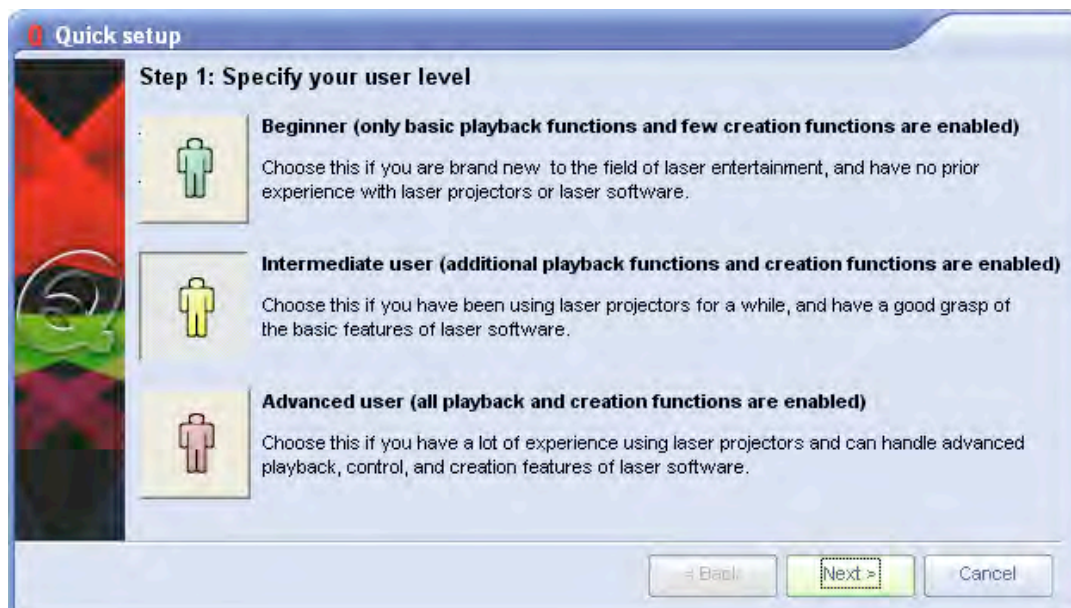 Quick setup
Step 1: Specify your user level
Beginner (only basic playback functions and few creation functions are enabled)
Choose this if you are brand new to the field of laser entertainment, and have no prior
experience with laser projectors or laser software.
Intermediate user (additional playback functions and creation functions are enabled)
Choose this if you have been using laser projectors for a while, and have a good grasp of
the basic features of laser software.
Advanced user (all playback and creation functions are enabled)
Choose this if you have a lot of experience using laser projectors and can handle advanced
playback, control, and creation features of laser software.
< Back Next > Cancel